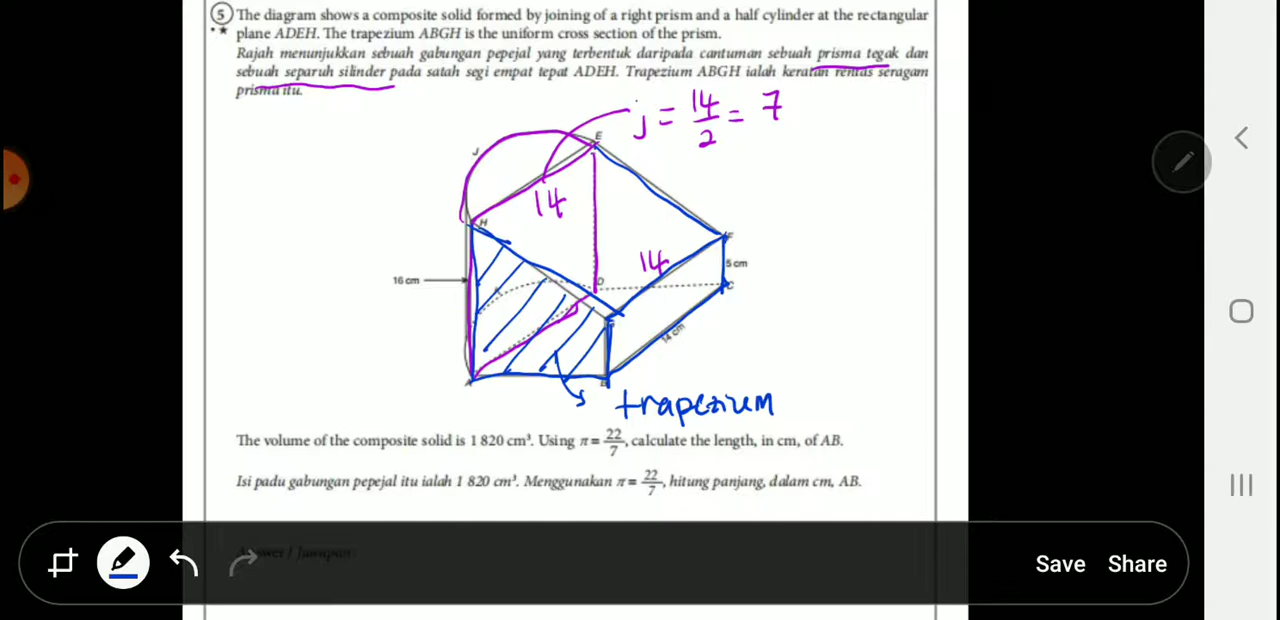 5 The diagram shows a composite solid formed by joining of a right prism and a half cylinder at the rectangular
plane ADEH. The trapezium ABGH is the uniform cross section of the prism.
Rajah menunjukkan sebuah gabungan pepejal yang terbentuk daripada cantuman sebuah prisma tegak dan
sebuah separuh silinder pada satah segi empat tepat ADEH. Trapezium ABGH ialah keratan rentas seragam
prisma itu.
j = 14/2 = 7
E
J
14
H
F
14
5 cm
16 cm
D
C
K
14 cm
A
B
trapezium
The volume of the composite solid is 1 820 cm³. Using π = 22/7, calculate the length, in cm, of AB.
Isi padu gabungan pepejal itu ialah 1 820 cm³. Menggunakan π = 22/7, hitung panjang, dalam cm, AB.
Answer / Jawapan:
Save Share